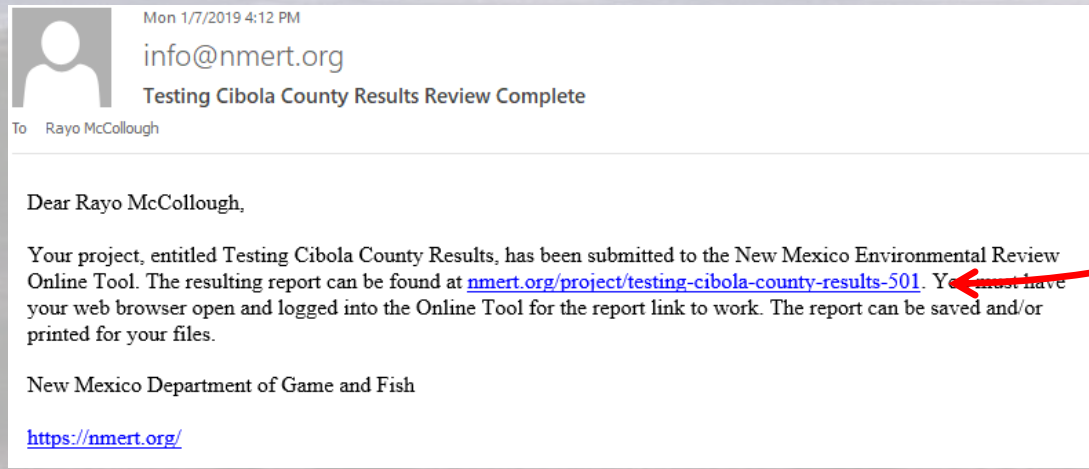 Mon 1/7/2019 4:12 PM
info@nmert.org
Testing Cibola County Results Review Complete
To Rayo McCollough
Dear Rayo McCollough,
Your project, entitled Testing Cibola County Results, has been submitted to the New Mexico Environmental Review
Online Tool. The resulting report can be found at nmert.org/project/testing-cibola-county-results-501. You must have
your web browser open and logged into the Online Tool for the report link to work. The report can be saved and/or
printed for your files.
New Mexico Department of Game and Fish
https://nmert.org/